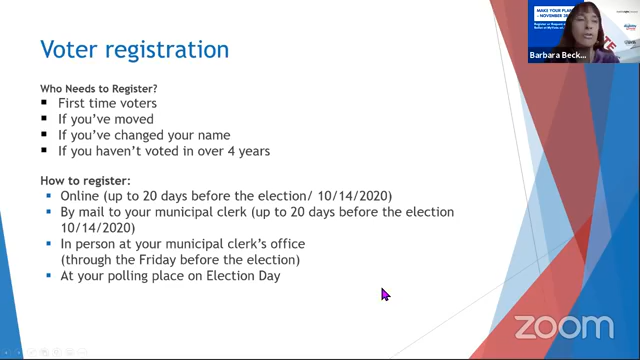 MAKE YOUR PLAN
Voter registration
Barbara Beck...
Who Needs to Register?
First time voters
If you've moved
If you've changed your name
If you haven't voted in over 4 years
How to register:
Online (up to 20 days before the election/ 10/14/2020)
By mail to your municipal clerk (up to 20 days before the election
10/14/2020)
In person at your municipal clerk's office
(through the Friday before the election)
At your polling place on Election Day
zoom